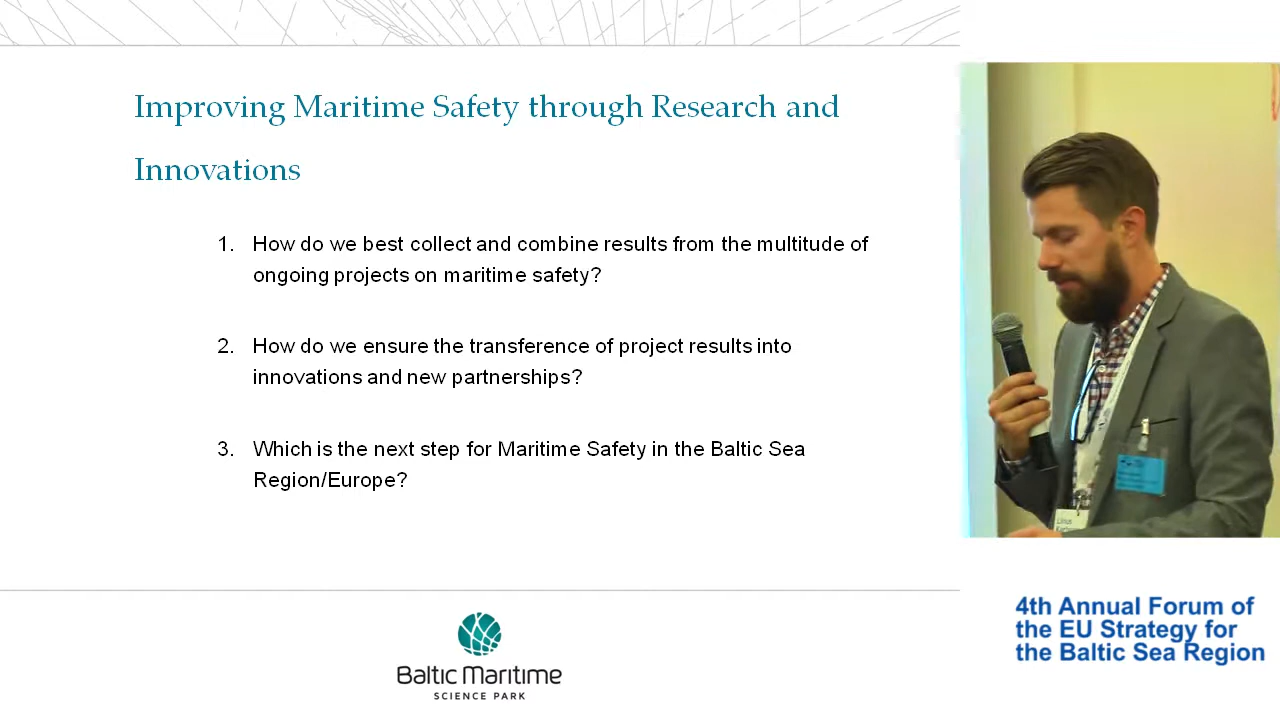 Improving Maritime Safety through Research and
Innovations
1. How do we best collect and combine results from the multitude of
ongoing projects on maritime safety?
2. How do we ensure the transference of project results into
innovations and new partnerships?
3. Which is the next step for Maritime Safety in the Baltic Sea
Region/Europe?
Baltic Maritime
SCIENCE PARK
4th Annual Forum of
the EU Strategy for
the Baltic Sea Region